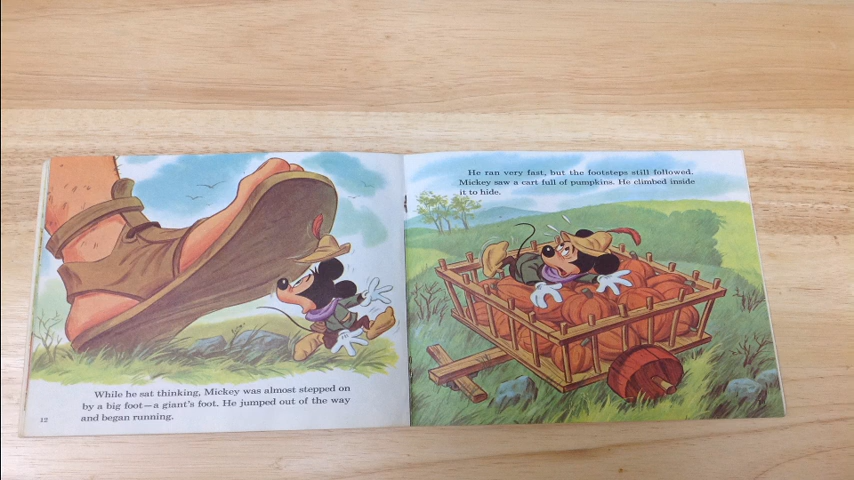 While he sat thinking, Mickey was almost stepped on
by a big foot—a giant's foot. He jumped out of the way
and began running.
12
He ran very fast, but the footsteps still followed.
Mickey saw a cart full of pumpkins. He climbed inside
it to hide.